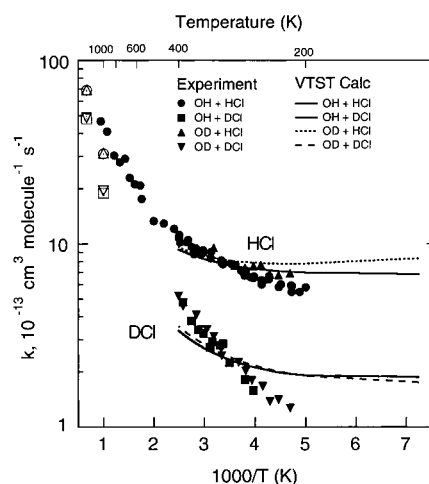 Temperature (K)
1000 600 400 200
100
10
1
k, 10⁻¹³ cm³ molecule⁻¹ s⁻¹
Experiment
OH + HCl
OH + DCl
OD + HCl
OD + DCl
VTST Calc
OH + HCl
OH + DCl
OD + HCl
OD + DCl
HCl
DCl
1 2 3 4 5 6 7
1000/T (K)